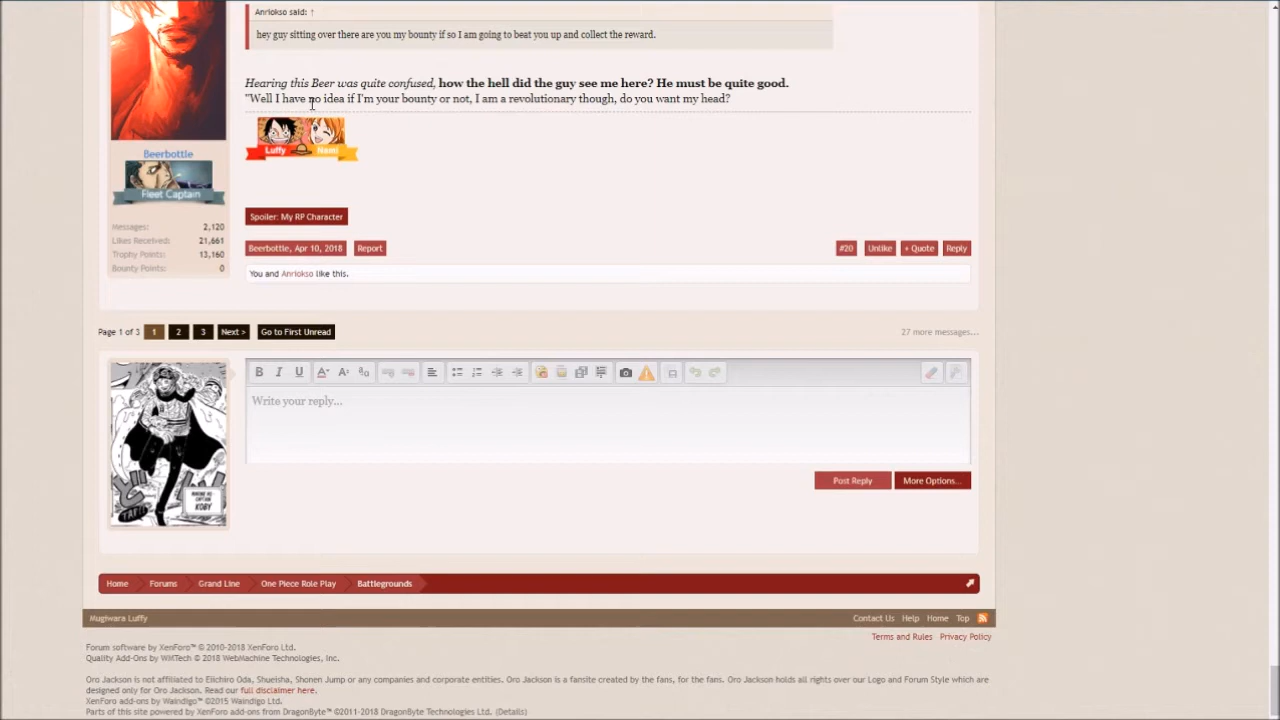 Anriokso said: ↑
hey guy sitting over there are you my bounty if so I am going to beat you up and collect the reward.
Hearing this Beer was quite confused, how the hell did the guy see me here? He must be quite good.
"Well I have no idea if I'm your bounty or not, I am a revolutionary though, do you want my head?
Luffy Nami
Beerbottle
Fleet Captain
Messages: 2,120
Likes Received: 21,661
Trophy Points: 13,160
Bounty Points: 0
Spoiler: My RP Character
Beerbottle, Apr 10, 2018 Report #20 Unlike + Quote Reply
You and Anriokso like this.
Page 1 of 3 1 2 3 Next > Go to First Unread 27 more messages...
B I U
Write your reply...
KOBY
Post Reply More Options...
Home Forums Grand Line One Piece Role Play Battlegrounds
Mugiwara Luffy Contact Us Help Home Top
Terms and Rules Privacy Policy
Forum software by XenForo™ © 2010-2018 XenForo Ltd.
Quality Add-Ons by WMTech © 2018 WebMachine Technologies, Inc.
Oro Jackson is not affiliated to Eiichiro Oda, Shueisha, Shonen Jump or any companies and corporate entities. Oro Jackson is a fansite created by the fans, for the fans. Oro Jackson holds all rights over our Logo and Forum Style which are
designed only for Oro Jackson. Read our full disclaimer here.
XenForo add-ons by Waindigo™ ©2015 Waindigo Ltd.
Parts of this site powered by XenForo add-ons from DragonByte™ ©2011-2018 DragonByte Technologies Ltd. (Details)